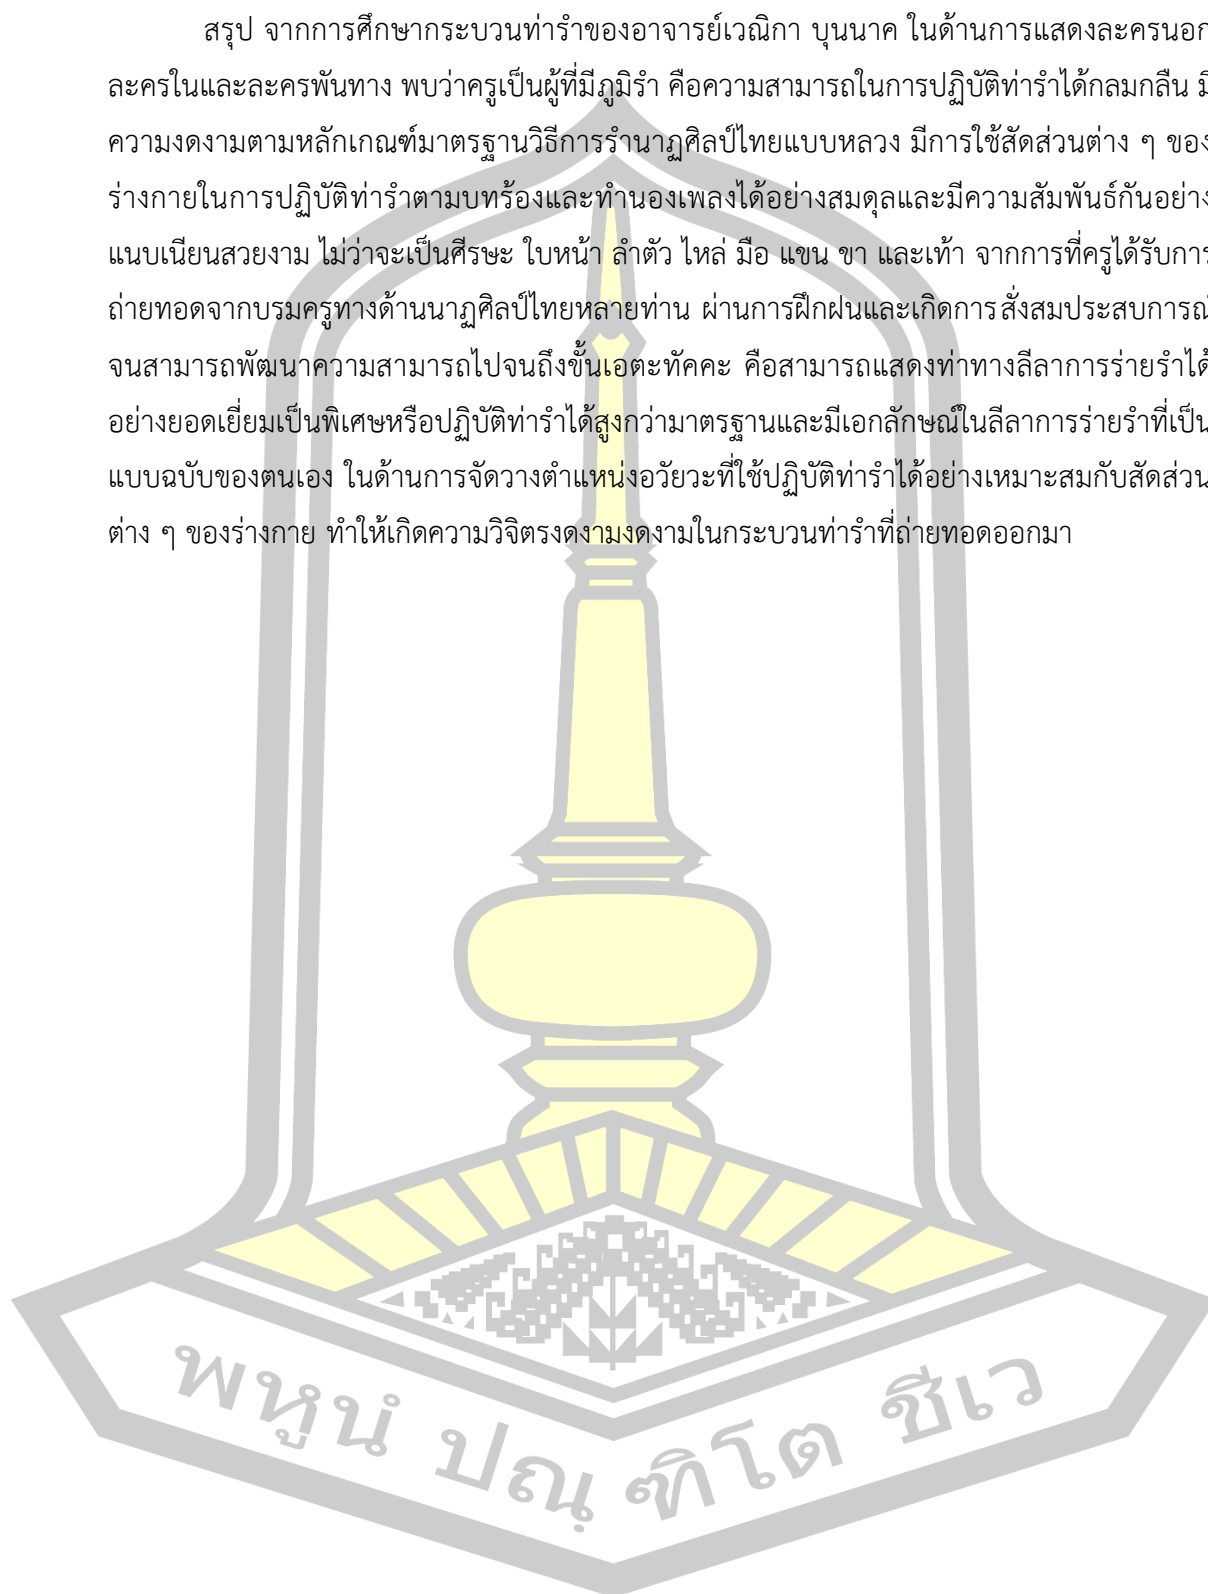 สรุป จากการศึกษากระบวนท่ารำของอาจารย์เวณิกา บุนนาค ในด้านการแสดงละครนอก
ละครในและละครพันทาง พบว่าครูเป็นผู้ที่มีภูมิรำ คือความสามารถในการปฏิบัติท่ารำได้กลมกลืน มี
ความงดงามตามหลักเกณฑ์มาตรฐานวิธีการรำนาฏศิลป์ไทยแบบหลวง มีการใช้สัดส่วนต่าง ๆ ของ
ร่างกายในการปฏิบัติท่ารำตามบทร้องและทำนองเพลงได้อย่างสมดุลและมีความสัมพันธ์กันอย่าง
แนบเนียนสวยงาม ไม่ว่าจะเป็นศีรษะ ใบหน้า ลำตัว ไหล่ มือ แขน ขา และเท้า จากการที่ครูได้รับการ
ถ่ายทอดจากบรมครูทางด้านนาฏศิลป์ไทยหลายท่าน ผ่านการฝึกฝนและเกิดการสั่งสมประสบการณ์
จนสามารถพัฒนาความสามารถไปจนถึงขั้นเอตะทัคคะ คือสามารถแสดงท่าทางลีลาการร่ายรำได้
อย่างยอดเยี่ยมเป็นพิเศษหรือปฏิบัติท่ารำได้สูงกว่ามาตรฐานและมีเอกลักษณ์ในลีลาการร่ายรำที่เป็น
แบบฉบับของตนเอง ในด้านการจัดวางตำแหน่งอวัยวะที่ใช้ปฏิบัติท่ารำได้อย่างเหมาะสมกับสัดส่วน
ต่าง ๆ ของร่างกาย ทำให้เกิดความวิจิตรงดงามงดงามในกระบวนท่ารำที่ถ่ายทอดออกมา
พหูนํ ปณฺ ฑิโต ชีเว